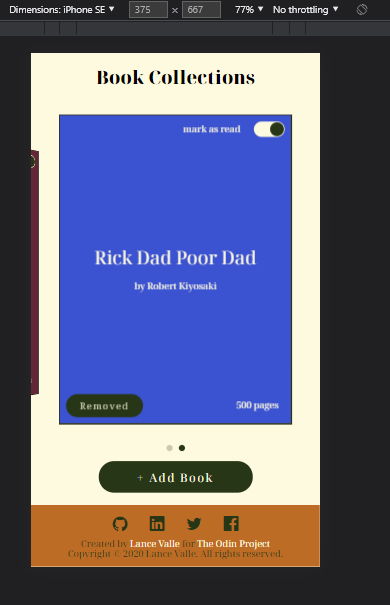 Dimensions: iPhone SE ▼ 375 × 667 77% ▼ No throttling ▼
Book Collections
mark as read
Rick Dad Poor Dad
by Robert Kiyosaki
Removed 500 pages
+ Add Book
Created by Lance Valle for The Odin Project
Copyright © 2020 Lance Valle. All rights reserved.